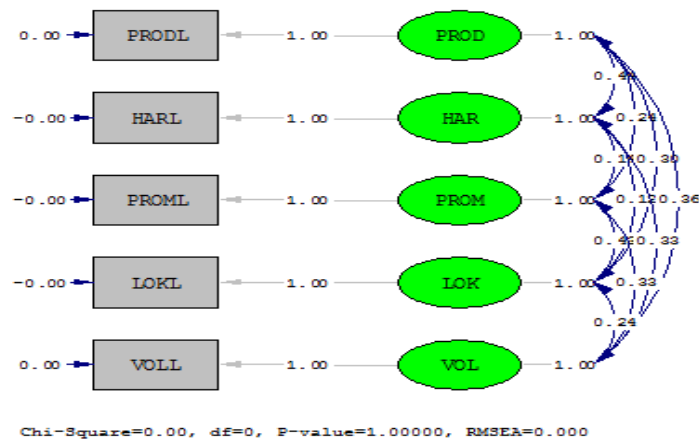 0.00 PRODL 1.00 PROD 1.00
0.44
-0.00 HARL 1.00 HAR 1.00 0.24
0.30
-0.00 PROML 1.00 PROM 1.00 0.36
0.33
-0.00 LOKL 1.00 LOK 1.00 0.33
0.24
0.00 VOLL 1.00 VOL 1.00
Chi-Square=0.00, df=0, P-value=1.00000, RMSEA=0.000